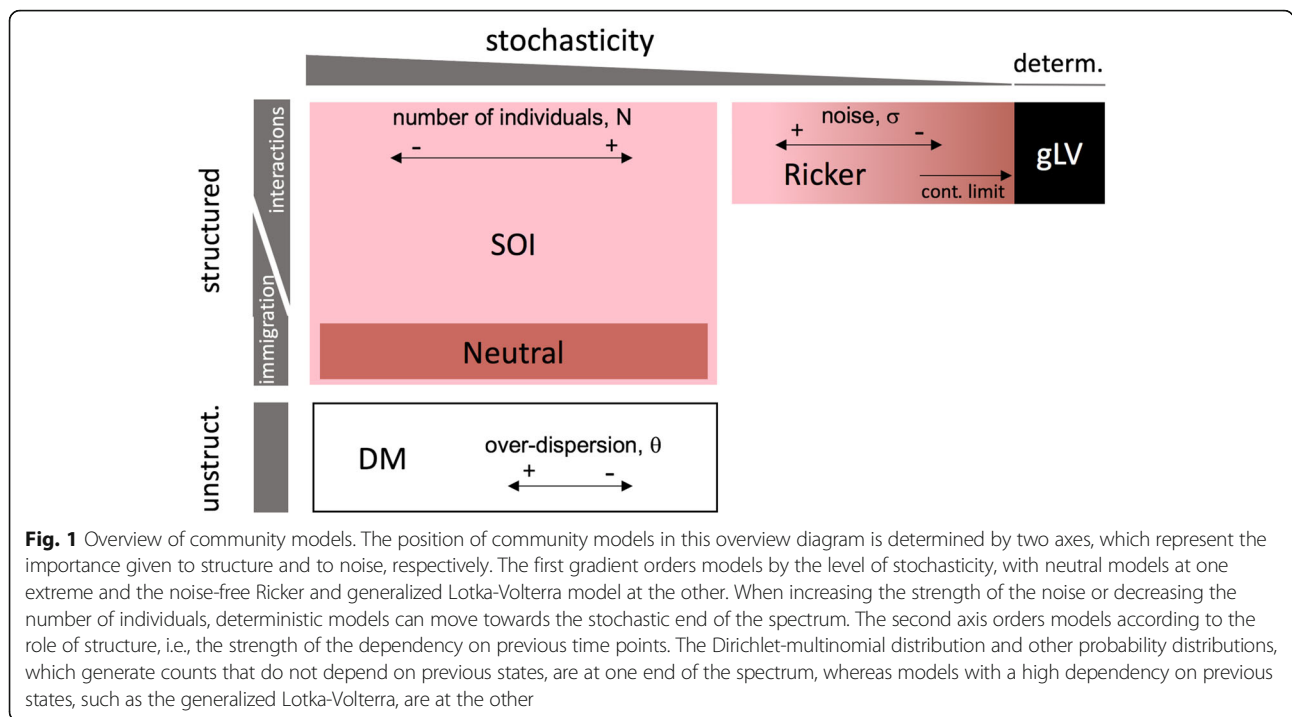 stochasticity
determ.
structured
interactions
immigration
unstruct.
number of individuals, N
- +
SOI
Neutral
noise, σ
+ -
Ricker
cont. limit
gLV
DM
over-dispersion, θ
+ -
Fig. 1 Overview of community models. The position of community models in this overview diagram is determined by two axes, which represent the
importance given to structure and to noise, respectively. The first gradient orders models by the level of stochasticity, with neutral models at one
extreme and the noise-free Ricker and generalized Lotka-Volterra model at the other. When increasing the strength of the noise or decreasing the
number of individuals, deterministic models can move towards the stochastic end of the spectrum. The second axis orders models according to the
role of structure, i.e., the strength of the dependency on previous time points. The Dirichlet-multinomial distribution and other probability distributions,
which generate counts that do not depend on previous states, are at one end of the spectrum, whereas models with a high dependency on previous
states, such as the generalized Lotka-Volterra, are at the other